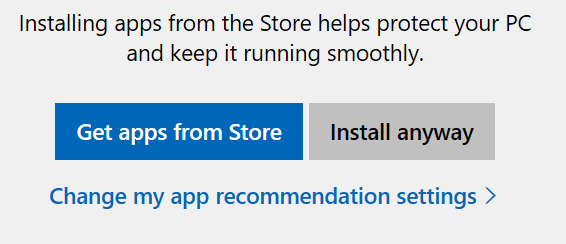 Installing apps from the Store helps protect your PC
and keep it running smoothly.
Get apps from Store
Install anyway
Change my app recommendation settings